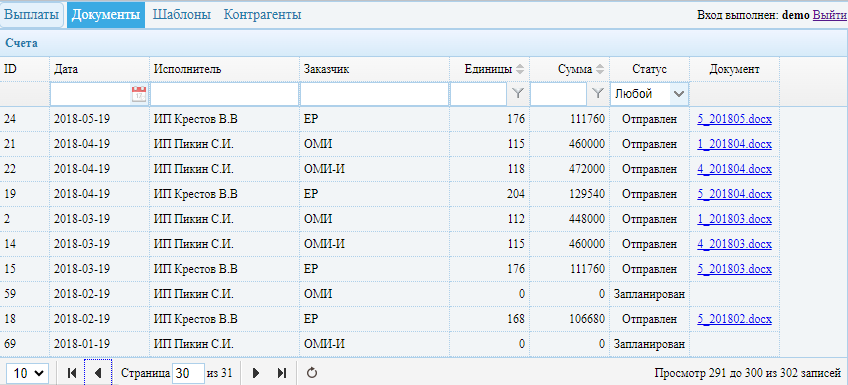 Выплаты Документы Шаблоны Контрагенты Вход выполнен: demo Выйти
Счета
ID Дата Исполнитель Заказчик Единицы Сумма Статус Документ
Любой
24 2018-05-19 ИП Крестов В.В ЕР 176 111760 Отправлен 5_201805.docx
21 2018-04-19 ИП Пикин С.И. ОМИ 115 460000 Отправлен 1_201804.docx
22 2018-04-19 ИП Пикин С.И. ОМИ-И 118 472000 Отправлен 4_201804.docx
19 2018-04-19 ИП Крестов В.В ЕР 204 129540 Отправлен 5_201804.docx
2 2018-03-19 ИП Пикин С.И. ОМИ 112 448000 Отправлен 1_201803.docx
14 2018-03-19 ИП Пикин С.И. ОМИ-И 115 460000 Отправлен 4_201803.docx
15 2018-03-19 ИП Крестов В.В ЕР 176 111760 Отправлен 5_201803.docx
59 2018-02-19 ИП Пикин С.И. ОМИ 0 0 Запланирован
18 2018-02-19 ИП Крестов В.В ЕР 168 106680 Отправлен 5_201802.docx
69 2018-01-19 ИП Пикин С.И. ОМИ-И 0 0 Запланирован
10 Страница 30 из 31 Просмотр 291 до 300 из 302 записей